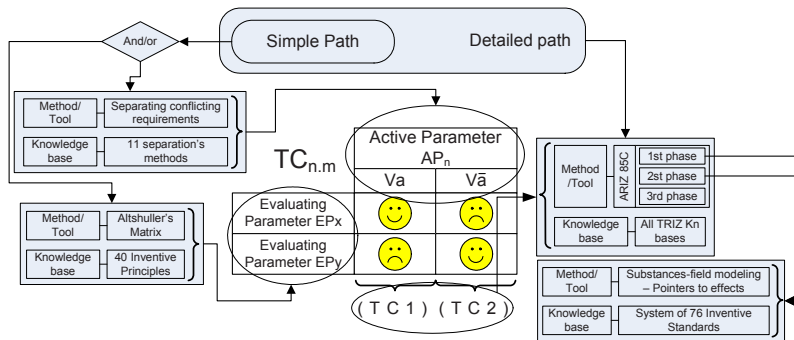 And/or
Simple Path
Detailed path
Method/
Tool
Separating conflicting
requirements
Knowledge
base
11 separation's
methods
TCn.m
Active Parameter
APn
Va
Vā
Evaluating
Parameter EPx
Evaluating
Parameter EPy
( T C 1 ) ( T C 2 )
Method/
Tool
Altshuller's
Matrix
Knowledge
base
40 Inventive
Principles
Method
/Tool
ARIZ 85C
1st phase
2st phase
3rd phase
Knowledge
base
All TRIZ Kn
bases
Method/
Tool
Substances-field modeling
– Pointers to effects
Knowledge
base
System of 76 Inventive
Standards